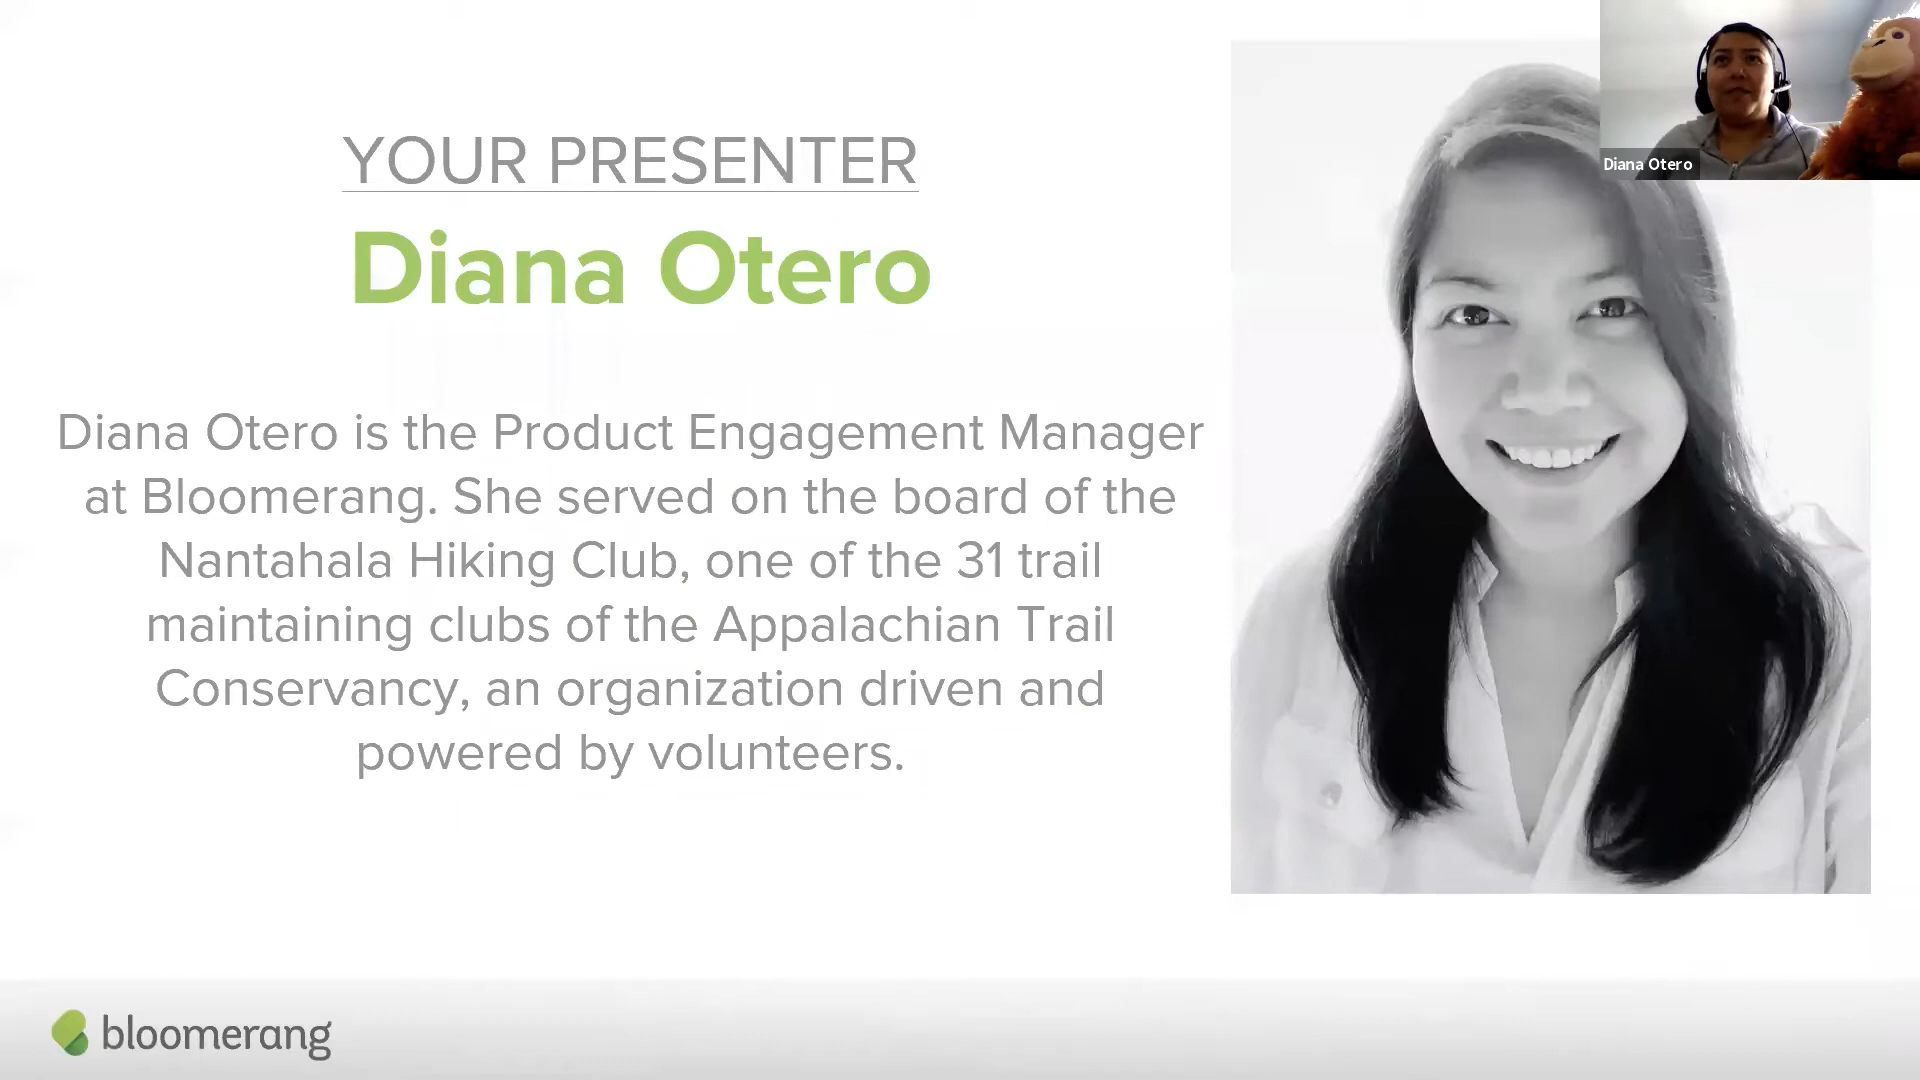 YOUR PRESENTER
Diana Otero
Diana Otero is the Product Engagement Manager
at Bloomerang. She served on the board of the
Nantahala Hiking Club, one of the 31 trail
maintaining clubs of the Appalachian Trail
Conservancy, an organization driven and
powered by volunteers.
Diana Otero
bloomerang